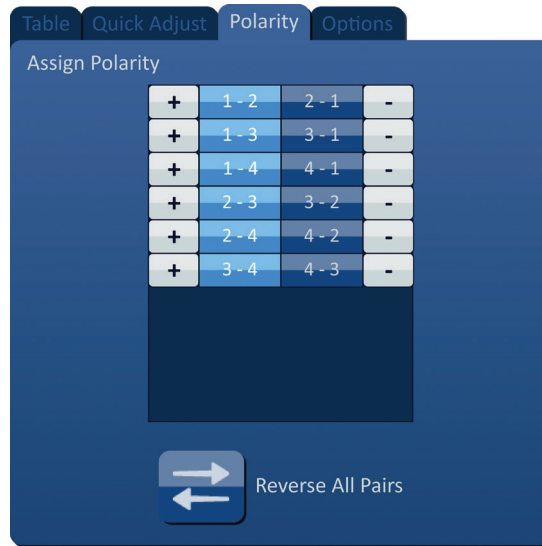 Table Quick Adjust Polarity Options
Assign Polarity
+ 1 - 2 2 - 1 -
+ 1 - 3 3 - 1 -
+ 1 - 4 4 - 1 -
+ 2 - 3 3 - 2 -
+ 2 - 4 4 - 2 -
+ 3 - 4 4 - 3 -
Reverse All Pairs